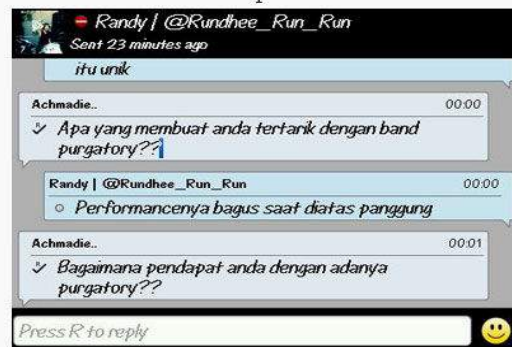 Randy | @Rundhee_Run_Run
Sent 23 minutes ago
itu unik
Achmadie.. 00:00
Apa yang membuat anda tertarik dengan band
purgatory??
Randy | @Rundhee_Run_Run 00:00
Performancenya bagus saat diatas panggung
Achmadie.. 00:01
Bagaimana pendapat anda dengan adanya
purgatory??
Press R to reply